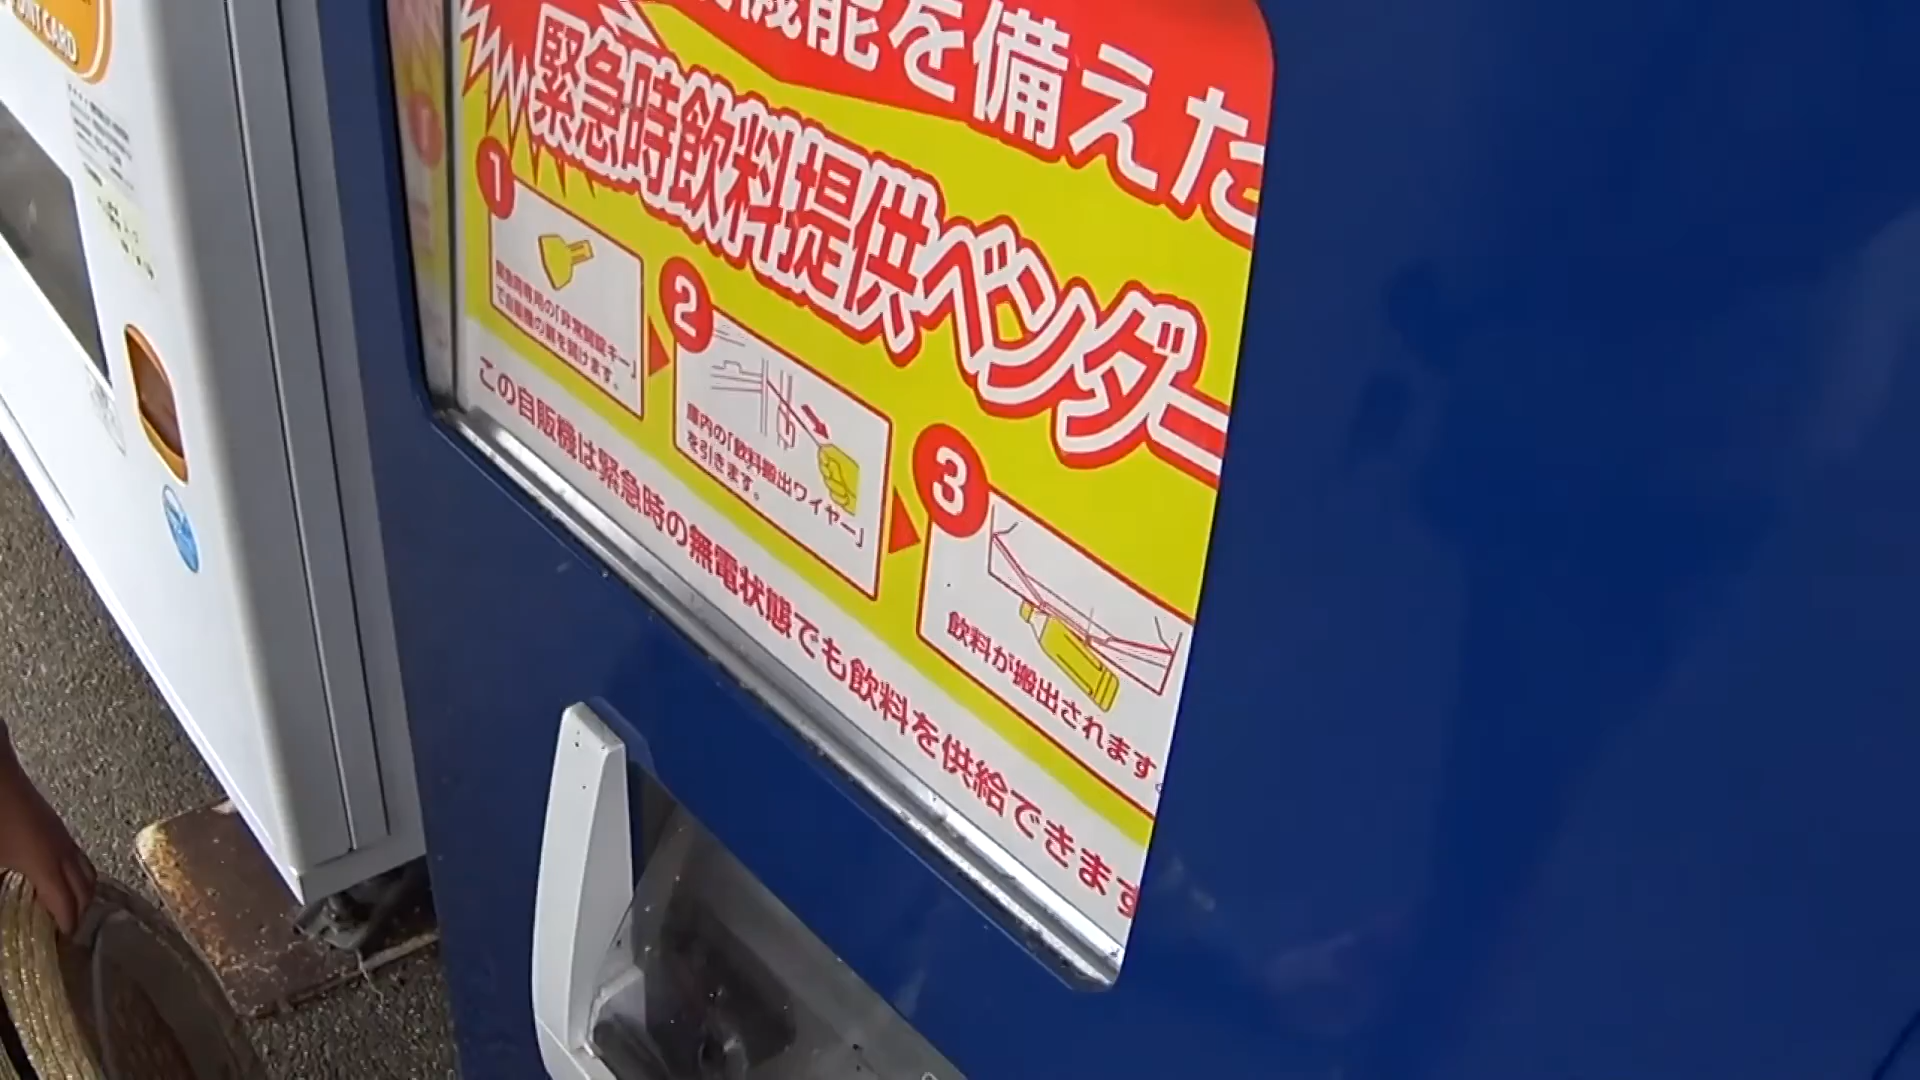 機能を備えた
緊急時飲料提供ベンダー
1
緊急時専用の「非常開錠キー」
で自販機の扉を開けます。
2
庫内の「飲料搬出ワイヤー」
を引きます。
3
飲料が搬出されます。
この自販機は緊急時の無電状態でも飲料を供給できます
CARD